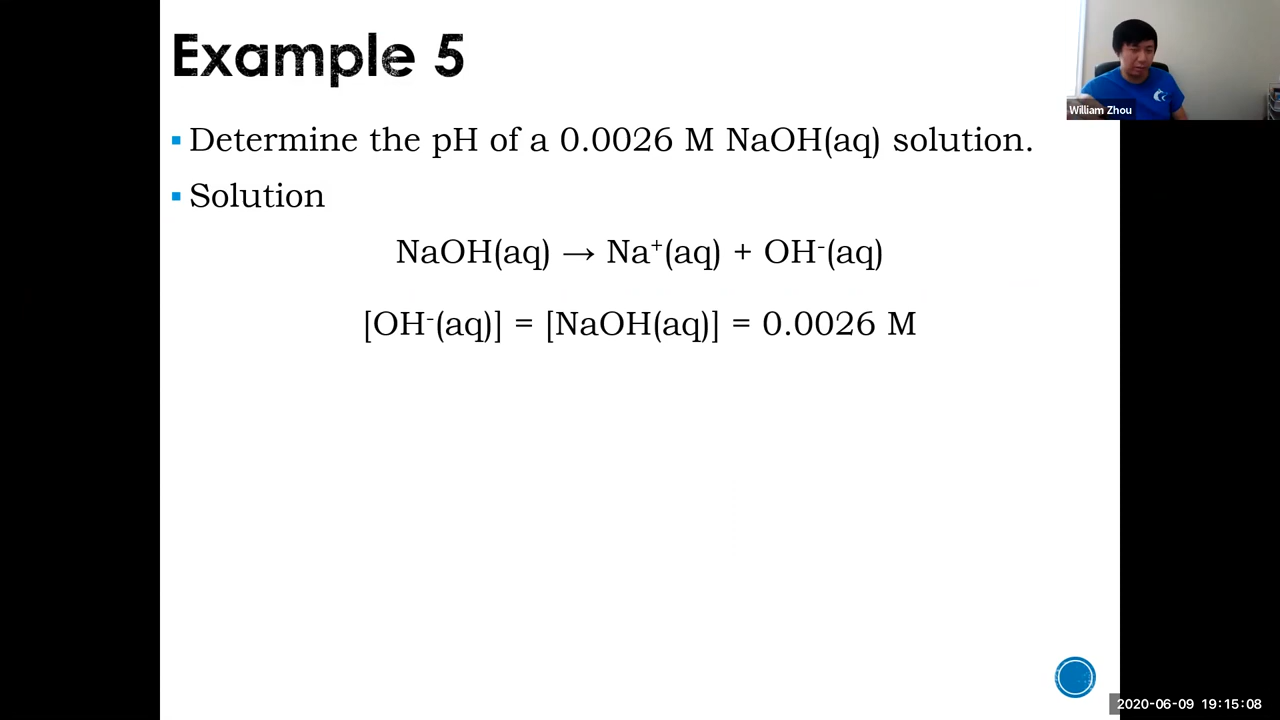 Example 5
William Zhou
▪ Determine the pH of a 0.0026 M NaOH(aq) solution.
▪ Solution
NaOH(aq) → Na⁺(aq) + OH⁻(aq)
[OH⁻(aq)] = [NaOH(aq)] = 0.0026 M
2020-06-09 19:15:08